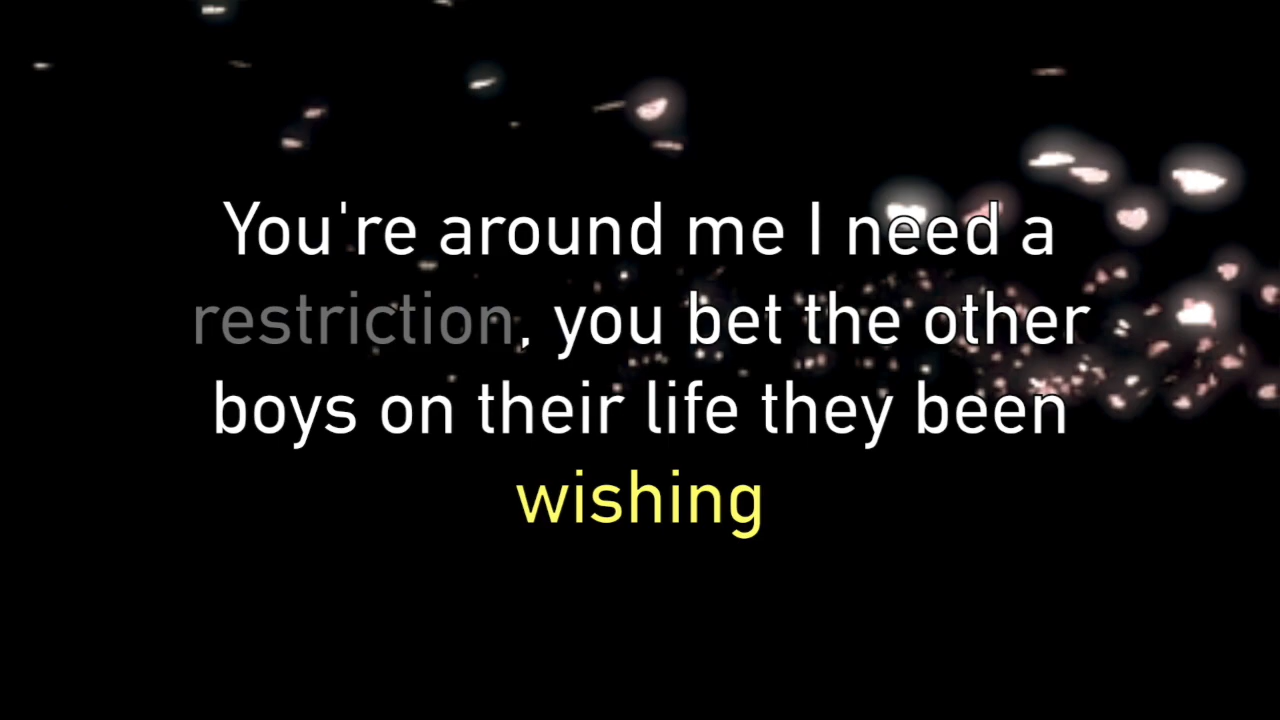 You're around me I need a
restriction, you bet the other
boys on their life they been
wishing